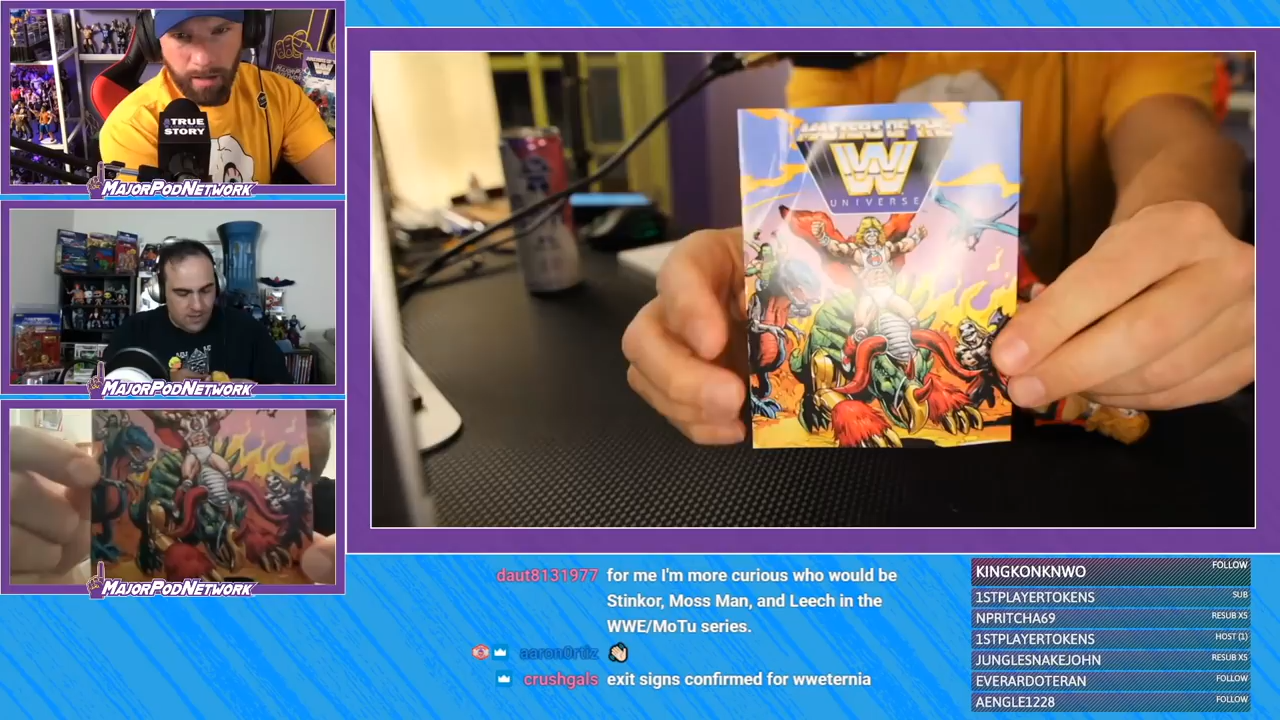 TRUE
STORY
MAJORPODNETWORK
MAJORPODNETWORK
MAJORPODNETWORK
MASTERS OF THE
W
UNIVERSE
daut8131977 for me I'm more curious who would be
Stinkor, Moss Man, and Leech in the
WWE/MoTu series.
aaron0rtiz
crushgals exit signs confirmed for wweternia
KINGKONKNWO FOLLOW
1STPLAYERTOKENS SUB
NPRITCHA69 RESUB X5
1STPLAYERTOKENS HOST (1)
JUNGLESNAKEJOHN RESUB X5
EVERARDOTERAN FOLLOW
AENGLE1228 FOLLOW